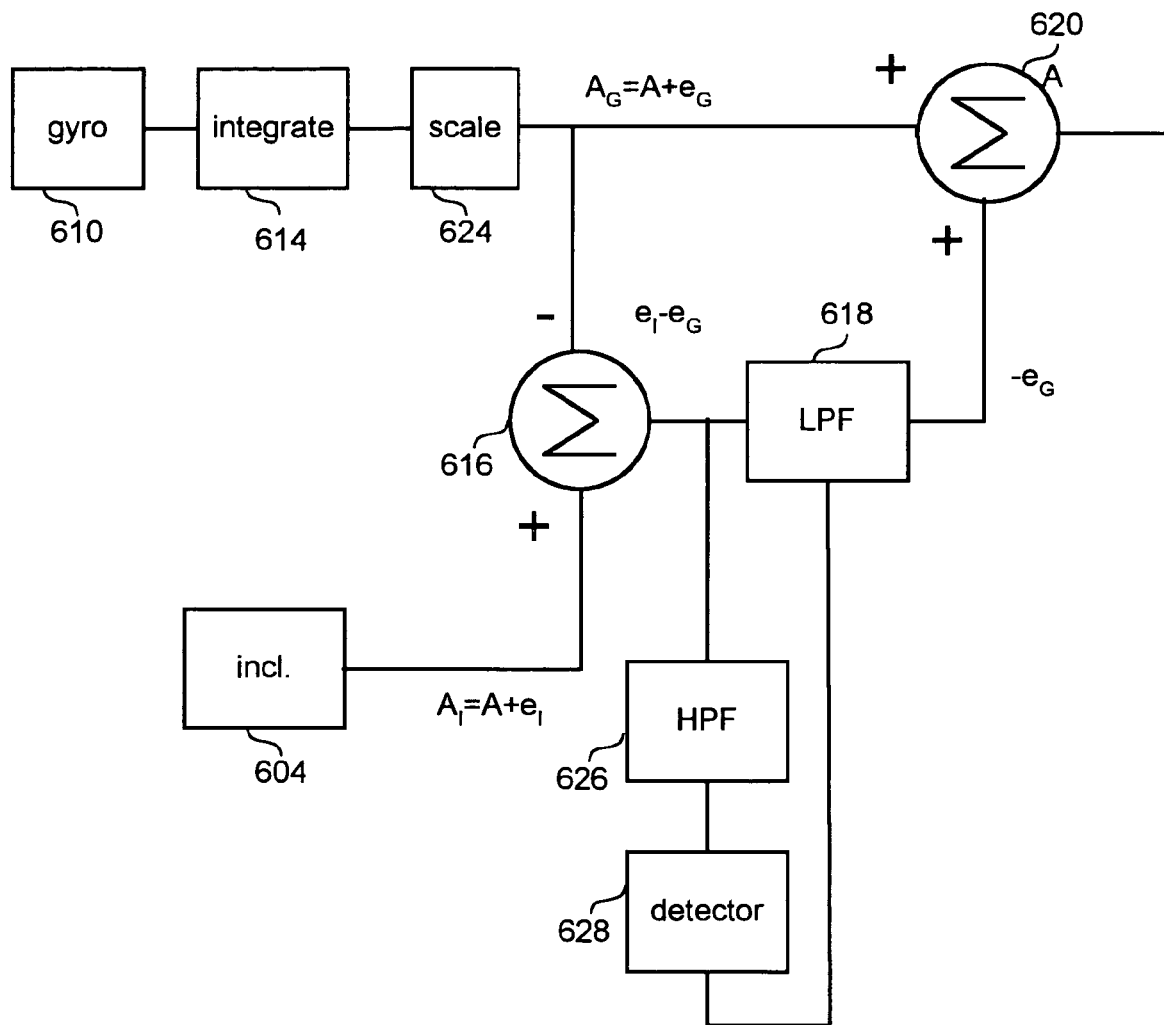 620
A
+
A_G=A+e_G
gyro
integrate
scale
610
614
624
+
-
e_I-e_G
618
-e_G
LPF
616
+
incl.
A_I=A+e_I
604
HPF
626
detector
628